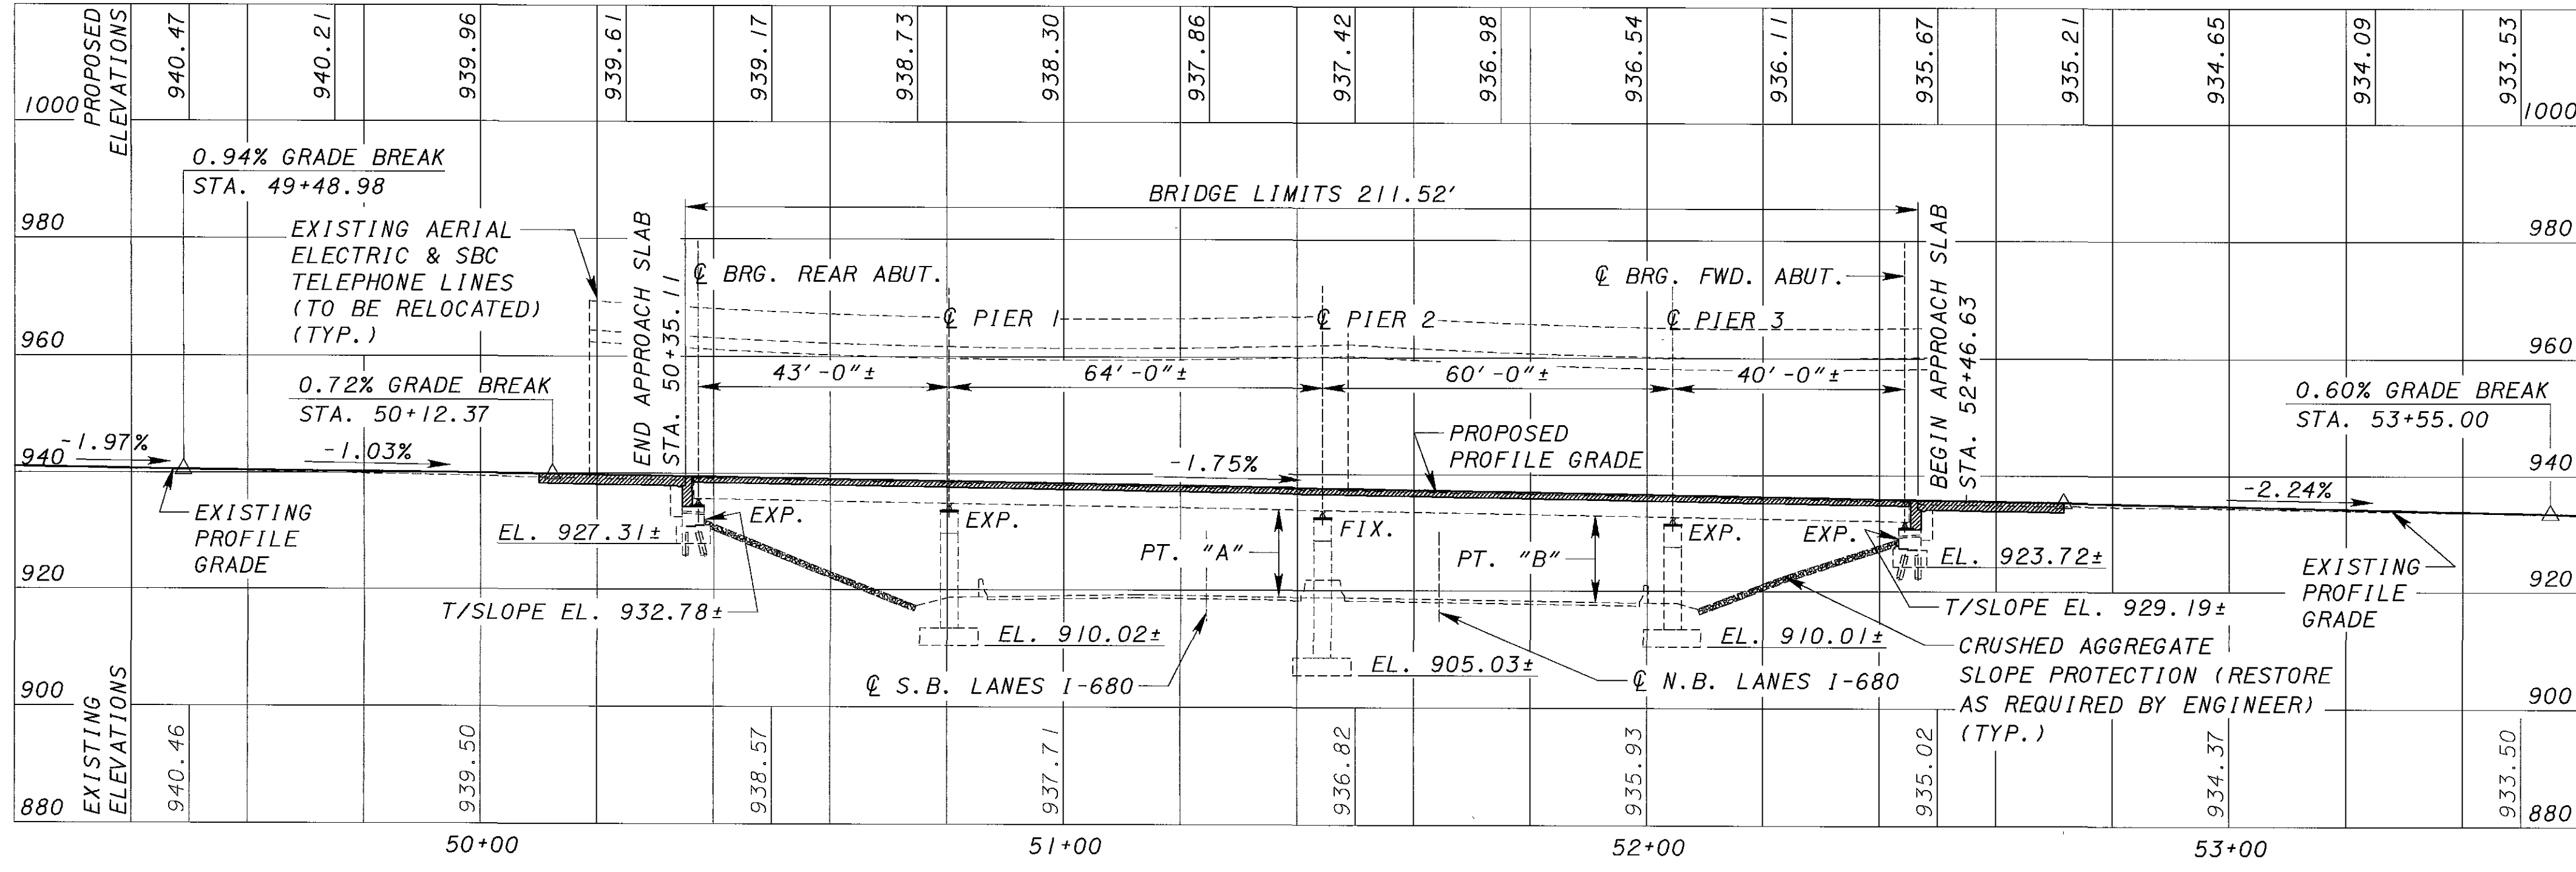 PROPOSED
ELEVATIONS
940.47
940.21
939.96
939.61
939.17
938.73
938.30
937.86
937.42
936.98
936.54
936.11
935.67
935.21
934.65
934.09
933.53
1000
1000
0.94% GRADE BREAK
STA. 49+48.98
BRIDGE LIMITS 211.52'
980
980
EXISTING AERIAL
ELECTRIC & SBC
TELEPHONE LINES
(TO BE RELOCATED)
(TYP.)
END APPROACH SLAB
STA. 50+35.11
℄ BRG. REAR ABUT.
℄ BRG. FWD. ABUT.
BEGIN APPROACH SLAB
STA. 52+46.63
℄ PIER 1
℄ PIER 2
℄ PIER 3
960
960
43'-0"±
64'-0"±
60'-0"±
40'-0"±
0.72% GRADE BREAK
STA. 50+12.37
0.60% GRADE BREAK
STA. 53+55.00
-1.97%
-1.03%
-1.75%
PROPOSED
PROFILE GRADE
-2.24%
940
940
EXISTING
PROFILE
GRADE
EXP.
EXP.
FIX.
EXP.
EXP.
EL. 927.31±
PT. "A"
PT. "B"
EL. 923.72±
920
920
EXISTING
PROFILE
GRADE
T/SLOPE EL. 932.78±
T/SLOPE EL. 929.19±
EL. 910.02±
EL. 905.03±
EL. 910.01±
CRUSHED AGGREGATE
SLOPE PROTECTION (RESTORE
AS REQUIRED BY ENGINEER)
(TYP.)
℄ S.B. LANES I-680
℄ N.B. LANES I-680
900
900
EXISTING
ELEVATIONS
940.46
939.50
938.57
937.71
936.82
935.93
935.02
934.37
933.50
880
880
50+00
51+00
52+00
53+00